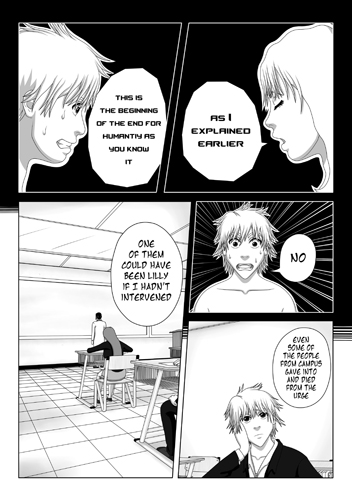 THIS IS
THE BEGINNING
OF THE END FOR
HUMANTIY AS
YOU KNOW
IT
AS I
EXPLAINED
EARLIER
NO
ONE
OF THEM
COULD HAVE
BEEN LILLY
IF I HADN'T
INTERVENED
EVEN
SOME OF
THE PEOPLE
FROM CAMPUS
GAVE INTO
AND DIED
FROM THE
URGE